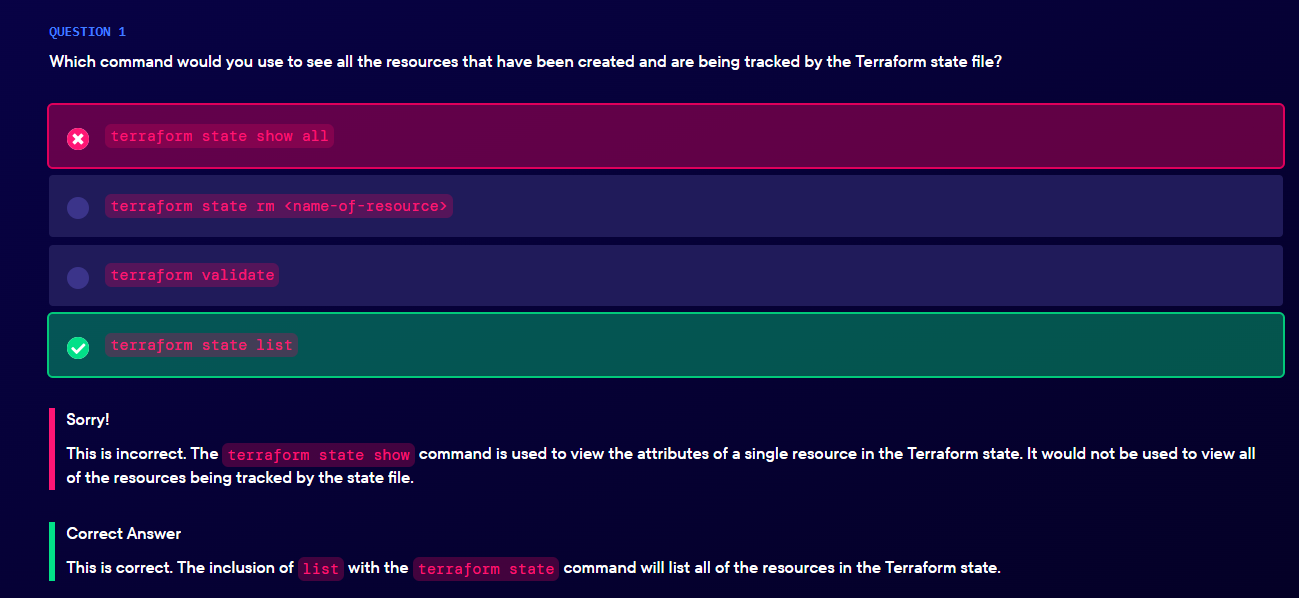 QUESTION 1
Which command would you use to see all the resources that have been created and are being tracked by the Terraform state file?
terraform state show all
terraform state rm <name-of-resource>
terraform validate
terraform state list
Sorry!
This is incorrect. The terraform state show command is used to view the attributes of a single resource in the Terraform state. It would not be used to view all
of the resources being tracked by the state file.
Correct Answer
This is correct. The inclusion of list with the terraform state command will list all of the resources in the Terraform state.